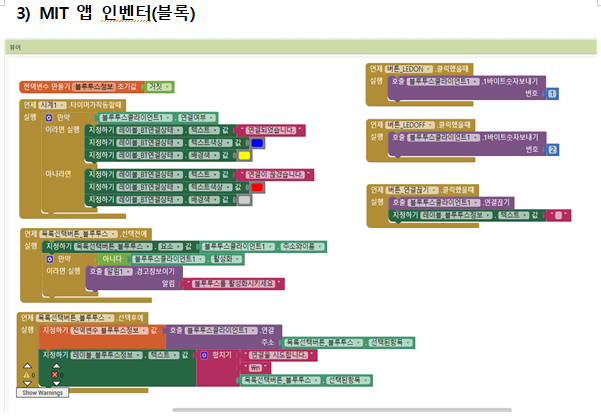 3) MIT 앱 인벤터(블록)
뷰어
전역변수 만들기 블루투스정보 초기값 거짓
언제 시계1 .타이머가작동할때
실행 만약 블루투스클라이언트1 . 연결여부
이라면 실행 지정하기 레이블_BT연결상태 . 텍스트 값 " 연결되었습니다. "
지정하기 레이블_BT연결상태 . 텍스트색상 값
지정하기 레이블_BT연결상태 . 배경색 값
아니라면 지정하기 레이블_BT연결상태 . 텍스트 값 " 연결이 끊겼습니다. "
지정하기 레이블_BT연결상태 . 텍스트색상 값
지정하기 레이블_BT연결상태 . 배경색 값
언제 목록선택버튼_블루투스 .선택전에
실행 지정하기 목록선택버튼_블루투스 . 요소 값 블루투스클라이언트1 . 주소와이름
만약 아니다 블루투스클라이언트1 . 활성화
이라면 실행 호출 알림1 .경고창보이기
알림 " 블루투스를 활성화시키세요 "
언제 목록선택버튼_블루투스 .선택후에
실행 지정하기 전역변수 블루투스정보 값 호출 블루투스클라이언트1 .연결
주소 목록선택버튼_블루투스 . 선택된항목
지정하기 레이블_블루투스정보 . 텍스트 값 합치기 " 연결을 시도합니다. "
" ₩n "
목록선택버튼_블루투스 . 선택된항목
0 0
Show Warnings
언제 버튼_LEDON .클릭했을때
실행 호출 블루투스클라이언트1 .1바이트숫자보내기
번호 1
언제 버튼_LEDOFF .클릭했을때
실행 호출 블루투스클라이언트1 .1바이트숫자보내기
번호 2
언제 버튼_연결끊기 .클릭했을때
실행 호출 블루투스클라이언트1 .연결끊기
지정하기 레이블_블루투스정보 . 텍스트 값 " "